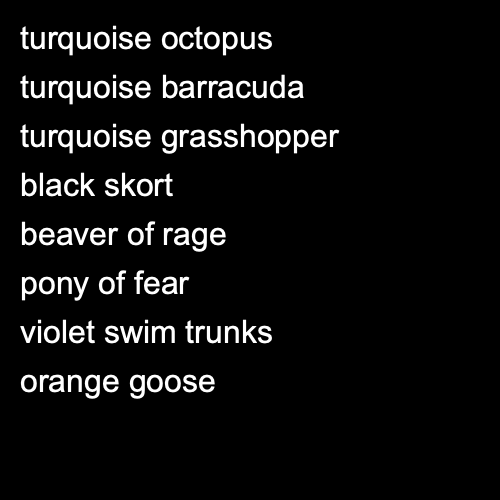 turquoise octopus
turquoise barracuda
turquoise grasshopper
black skort
beaver of rage
pony of fear
violet swim trunks
orange goose